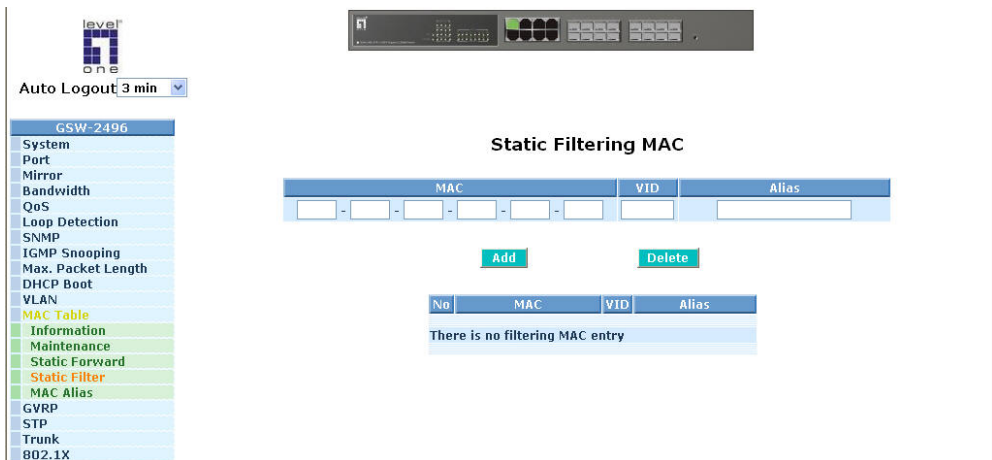 level
one
Auto Logout 3 min
GSW-2496
System
Port
Mirror
Bandwidth
QoS
Loop Detection
SNMP
IGMP Snooping
Max. Packet Length
DHCP Boot
VLAN
MAC Table
Information
Maintenance
Static Forward
Static Filter
MAC Alias
GVRP
STP
Trunk
802.1X
Static Filtering MAC
MAC VID Alias
- - - - -
Add Delete
No MAC VID Alias
There is no filtering MAC entry